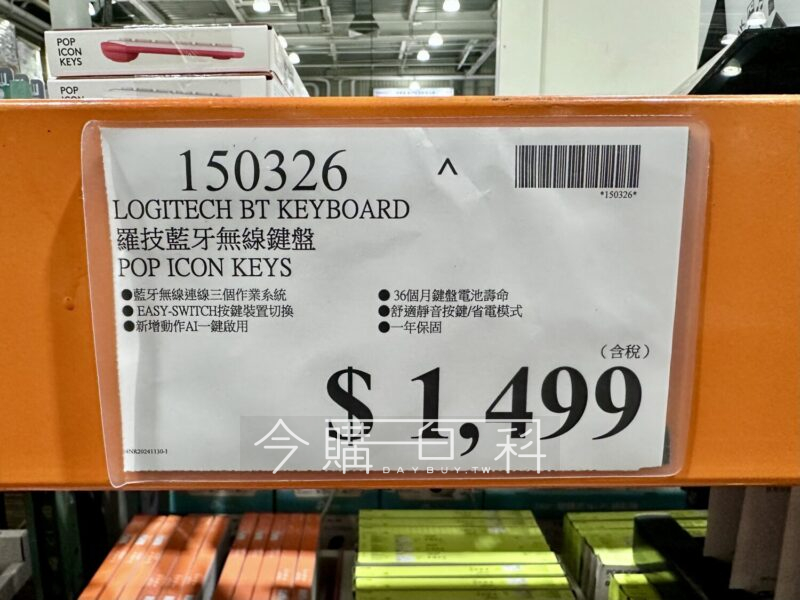 POP
ICON
KEYS
POP
ICON
150326
^
*150326*
LOGITECH BT KEYBOARD
羅技藍牙無線鍵盤
POP ICON KEYS
●藍牙無線連線三個作業系統
●EASY-SWITCH按鍵裝置切換
●新增動作AI一鍵啟用
●36個月鍵盤電池壽命
●舒適靜音按鍵/省電模式
●一年保固
（含稅）
$ 1,499
今購百科
DAYBUY.TW